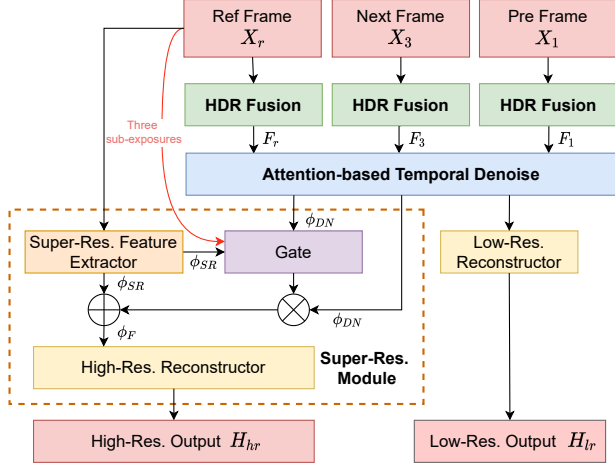 Ref Frame
X_r
Next Frame
X_3
Pre Frame
X_1
Three
sub-exposures
HDR Fusion
HDR Fusion
HDR Fusion
F_r
F_3
F_1
Attention-based Temporal Denoise
ϕ_DN
Super-Res. Feature
Extractor
ϕ_SR
Gate
Low-Res.
Reconstructor
ϕ_SR
ϕ_DN
ϕ_F
High-Res. Reconstructor
Super-Res.
Module
High-Res. Output H_hr
Low-Res. Output H_lr